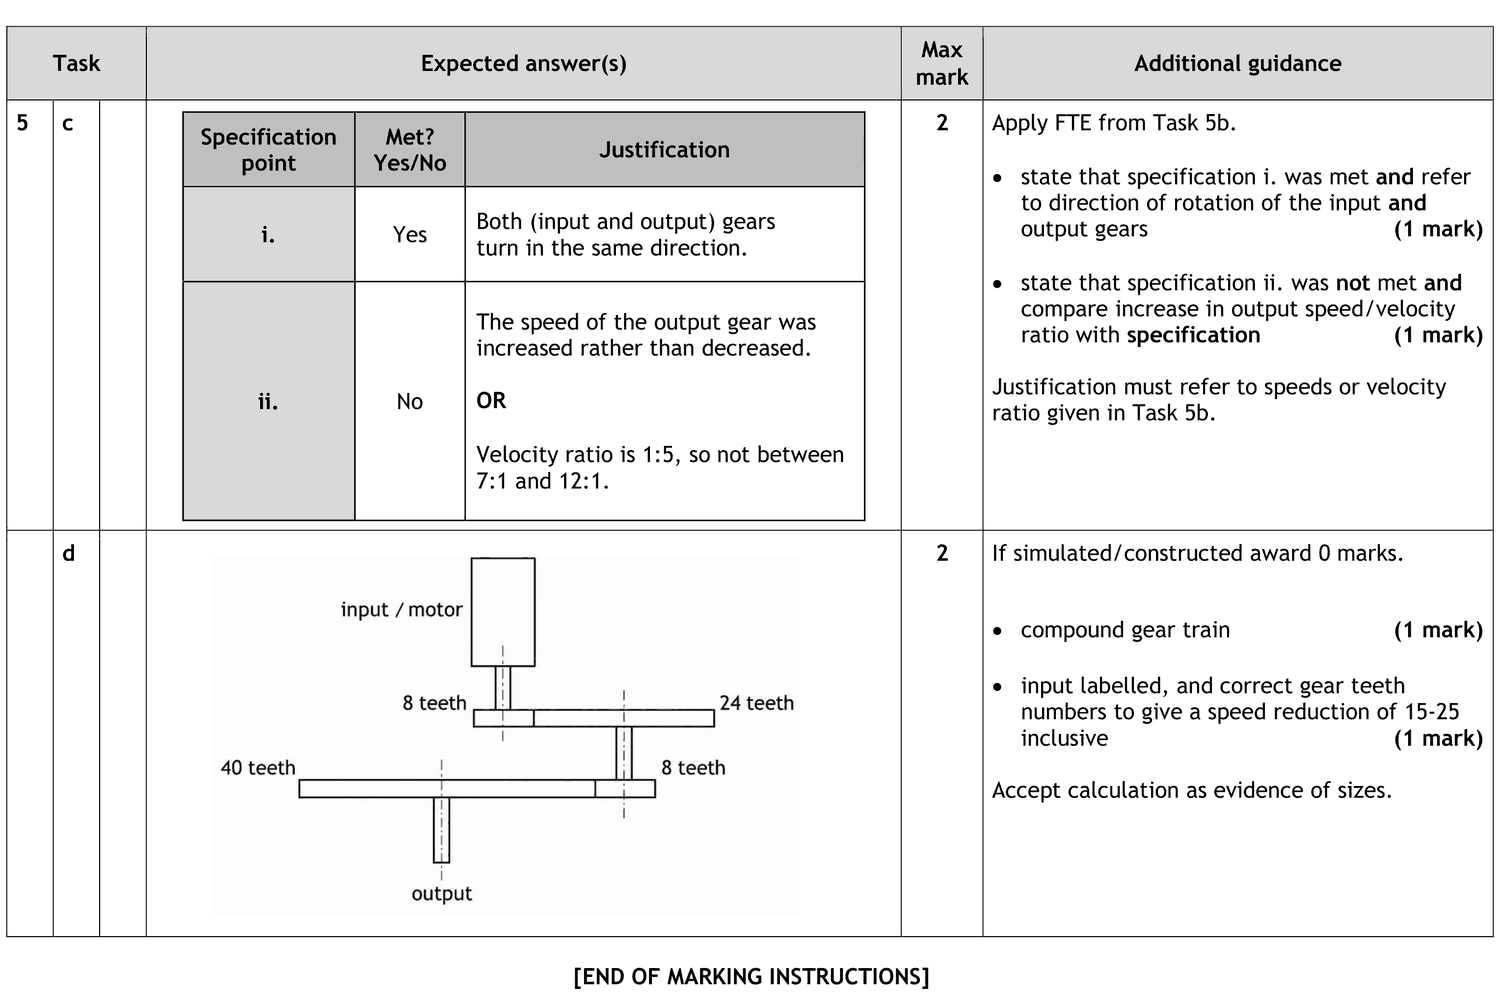 Task
Expected answer(s)
Max
mark
Additional guidance
5
c
Specification
point
Met?
Yes/No
Justification
i.
Yes
Both (input and output) gears
turn in the same direction.
ii.
No
The speed of the output gear was
increased rather than decreased.
OR
Velocity ratio is 1:5, so not between
7:1 and 12:1.
2
Apply FTE from Task 5b.
• state that specification i. was met and refer
to direction of rotation of the input and
output gears (1 mark)
• state that specification ii. was not met and
compare increase in output speed/velocity
ratio with specification (1 mark)
Justification must refer to speeds or velocity
ratio given in Task 5b.
d
input / motor
8 teeth
24 teeth
40 teeth
8 teeth
output
2
If simulated/constructed award 0 marks.
• compound gear train (1 mark)
• input labelled, and correct gear teeth
numbers to give a speed reduction of 15-25
inclusive (1 mark)
Accept calculation as evidence of sizes.
[END OF MARKING INSTRUCTIONS]